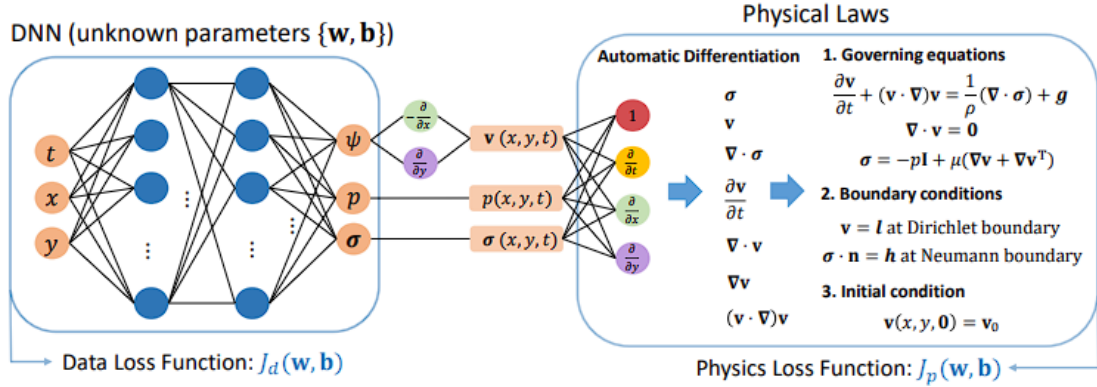 Physical Laws
DNN (unknown parameters {w, b})
t
x
y
⋮
⋮
⋮
⋮
⋮
ψ
p
σ
−∂/∂x
∂/∂y
v (x, y, t)
p(x, y, t)
σ (x, y, t)
1
∂/∂t
∂/∂x
∂/∂y
Automatic Differentiation
σ
v
∇ · σ
∂v/∂t
∇ · v
∇v
(v · ∇)v
1. Governing equations
∂v/∂t + (v · ∇)v = 1/ρ (∇ · σ) + g
∇ · v = 0
σ = −pI + μ(∇v + ∇vᵀ)
2. Boundary conditions
v = l at Dirichlet boundary
σ · n = h at Neumann boundary
3. Initial condition
v(x, y, 0) = v₀
Data Loss Function: J_d(w, b)
Physics Loss Function: J_p(w, b)